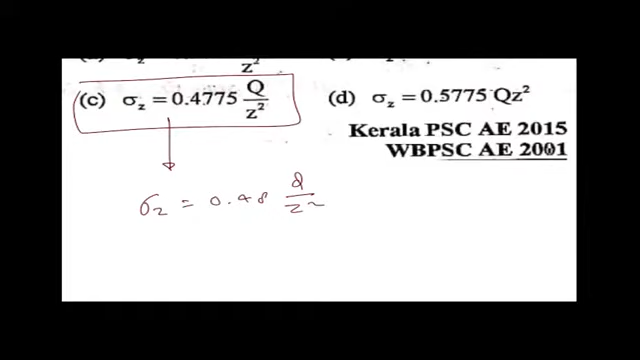 z²
(c) σz = 0.4775 Q/z² (d) σz = 0.5775 Qz²
Kerala PSC AE 2015
WBPSC AE 2001
σz = 0.48 Q/z²